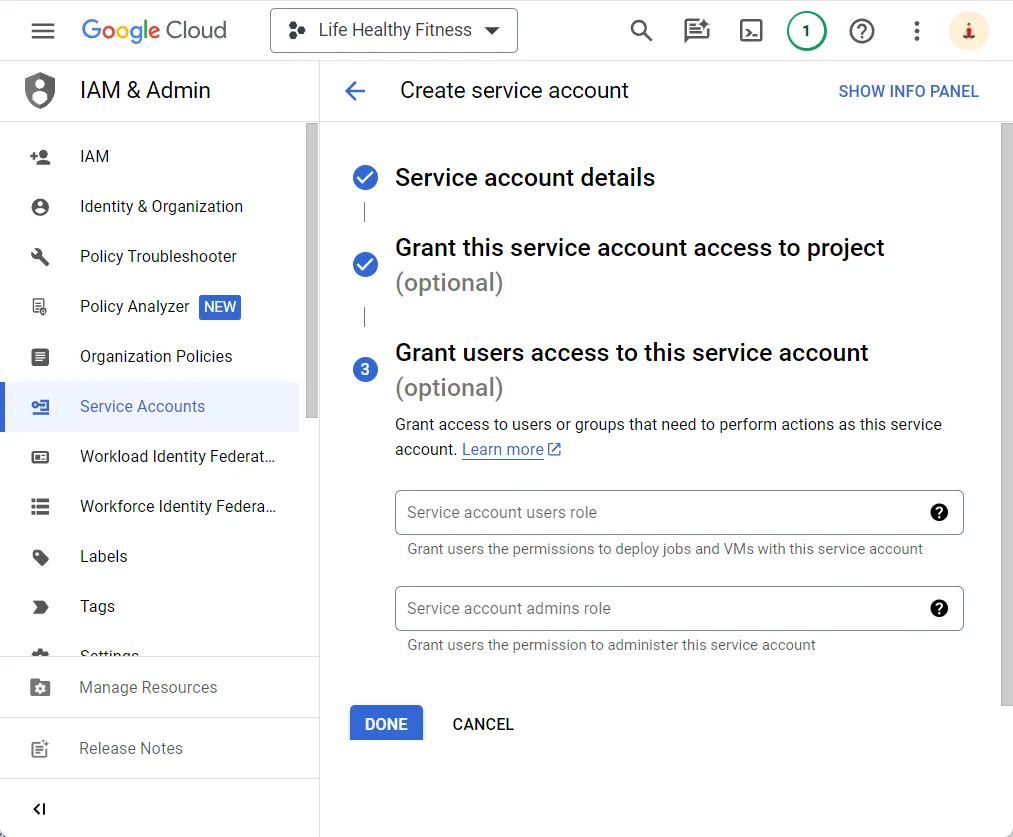 Google Cloud
Life Healthy Fitness
1
IAM & Admin
Create service account
SHOW INFO PANEL
IAM
Identity & Organization
Policy Troubleshooter
Policy Analyzer NEW
Organization Policies
Service Accounts
Workload Identity Federat...
Workforce Identity Federa...
Labels
Tags
Settings
Manage Resources
Release Notes
Service account details
Grant this service account access to project
(optional)
3
Grant users access to this service account
(optional)
Grant access to users or groups that need to perform actions as this service
account. Learn more
Service account users role
Grant users the permissions to deploy jobs and VMs with this service account
Service account admins role
Grant users the permission to administer this service account
DONE
CANCEL